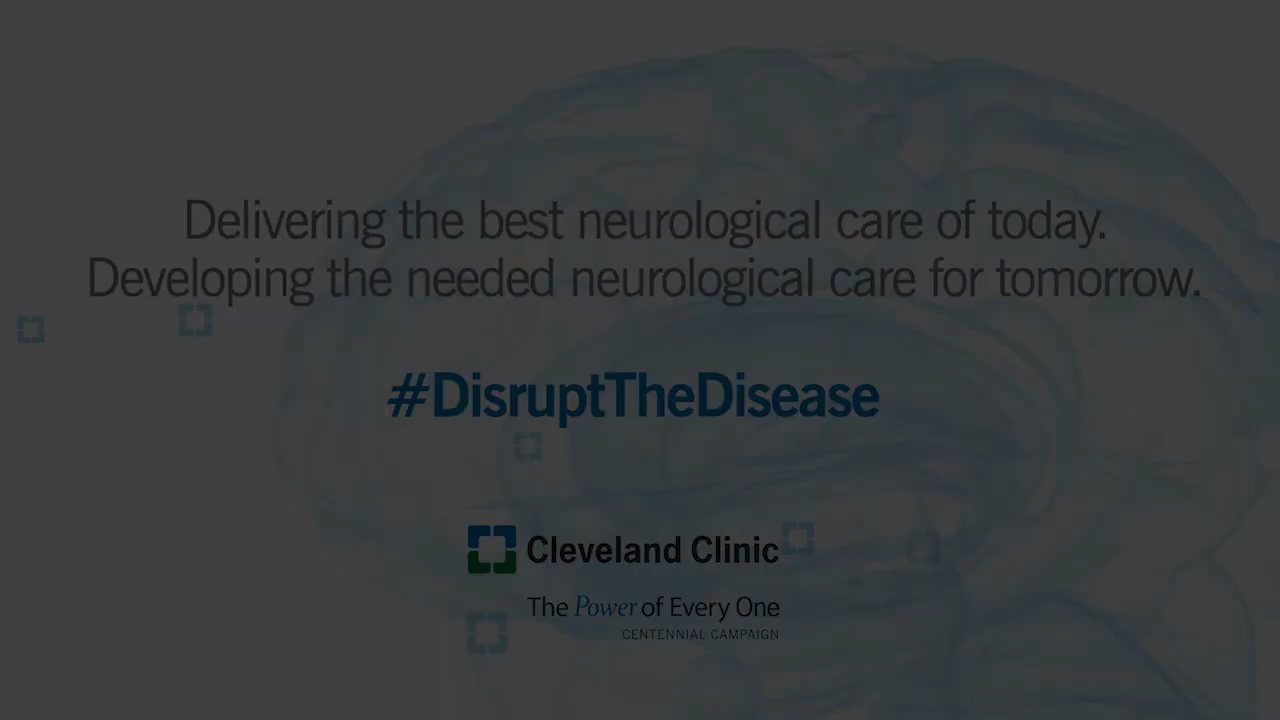 Delivering the best neurological care of today.
Developing the needed neurological care for tomorrow.
#DisruptTheDisease
Cleveland Clinic
The Power of Every One
CENTENNIAL CAMPAIGN